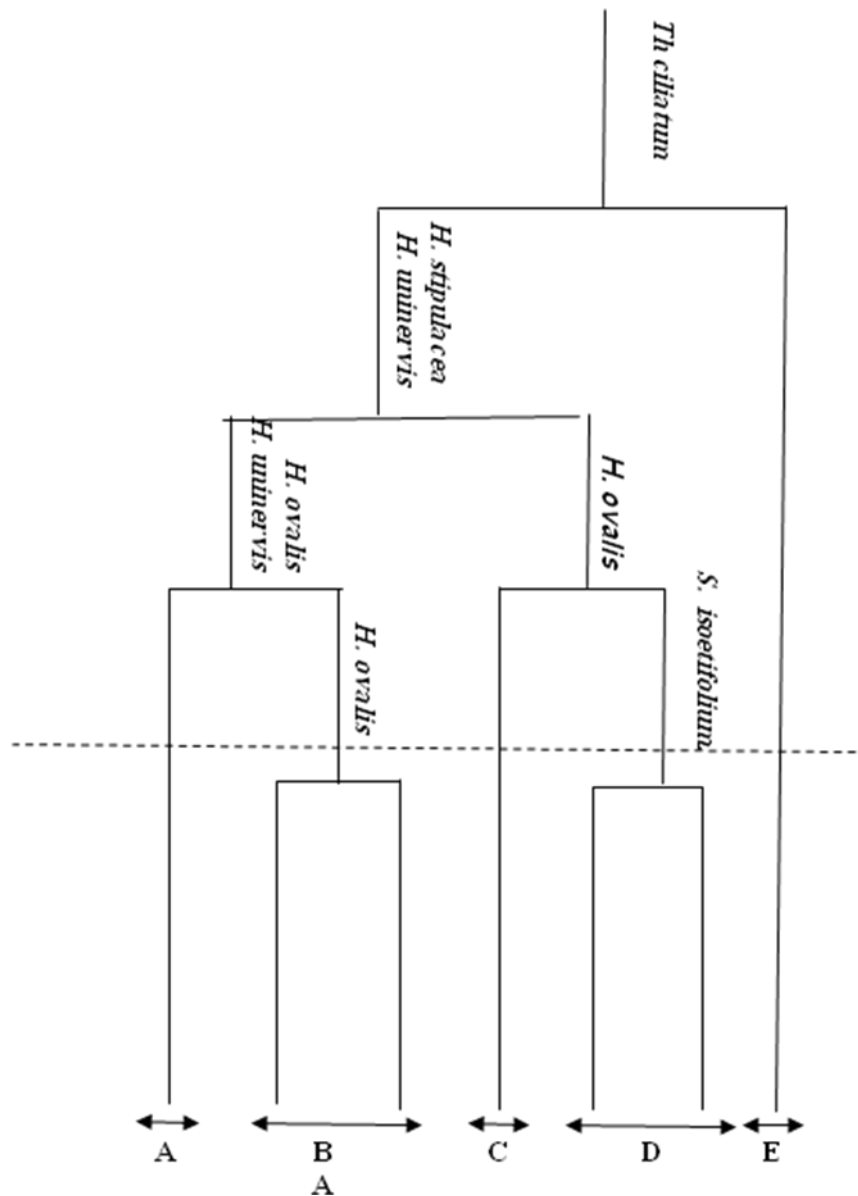 Th ciliatum
H. stipulacea
H. uninervis
H. ovalis
H. uninervis
H. ovalis
H. ovalis
S. isoetifolium
A
B
C
D
E
A